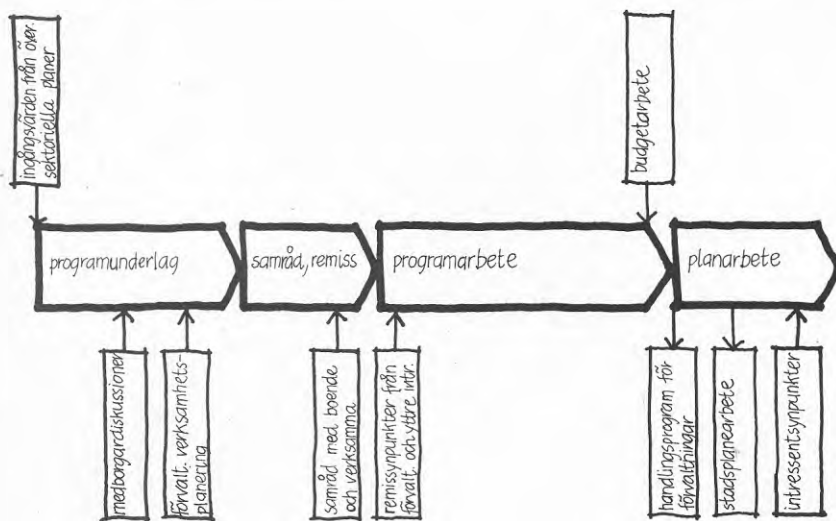 ingångsvärden från över.
sektoriella planer
budgetarbete
programunderlag
samråd, remiss
programarbete
planarbete
medborgardiskussioner
förvalt. verksamhets-
planering
samråd med boende
och verksamma
remissynpunkter från
förvalt. och yttre intr.
handlingsprogram för
förvaltningar
stadsplanearbete
intressentsynpunkter